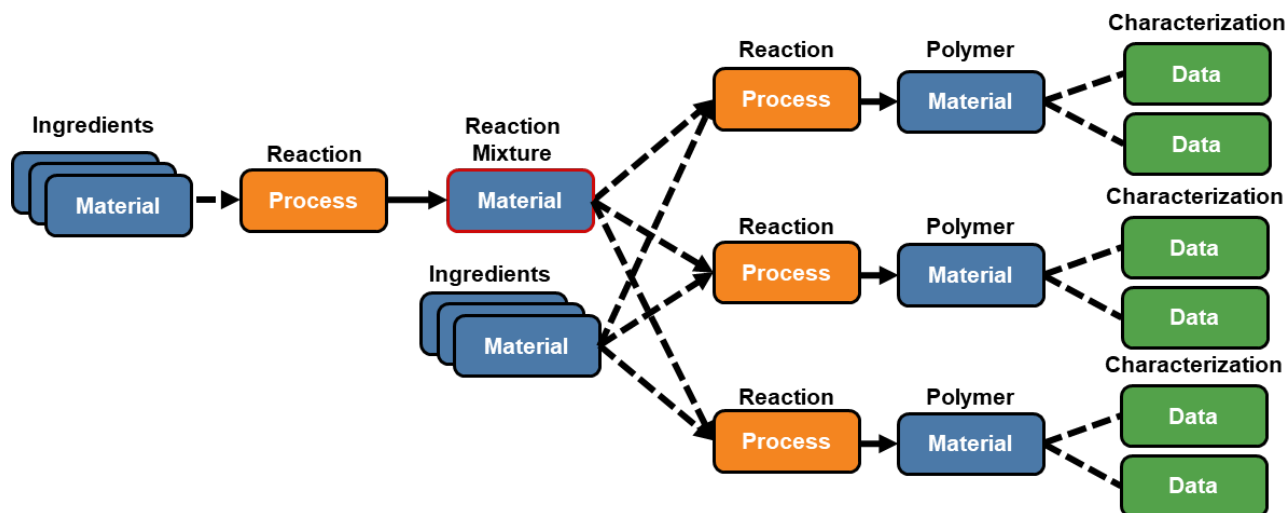 Characterization
Reaction
Polymer
Data
Process
Material
Data
Ingredients
Reaction
Reaction
Mixture
Material
Process
Material
Characterization
Reaction
Polymer
Data
Process
Material
Data
Ingredients
Material
Characterization
Reaction
Polymer
Data
Process
Material
Data